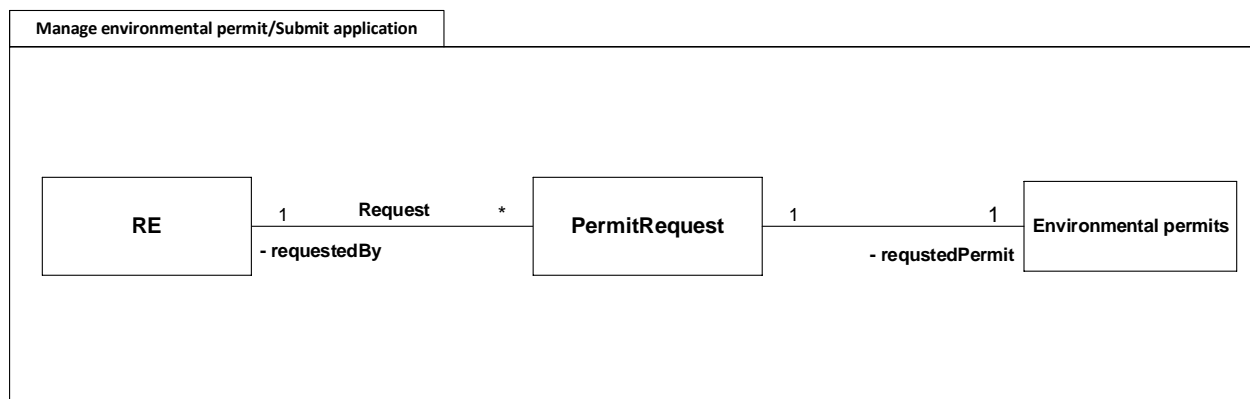 Manage environmental permit/Submit application
RE
1
Request
*
- requestedBy
PermitRequest
1
1
- requstedPermit
Environmental permits